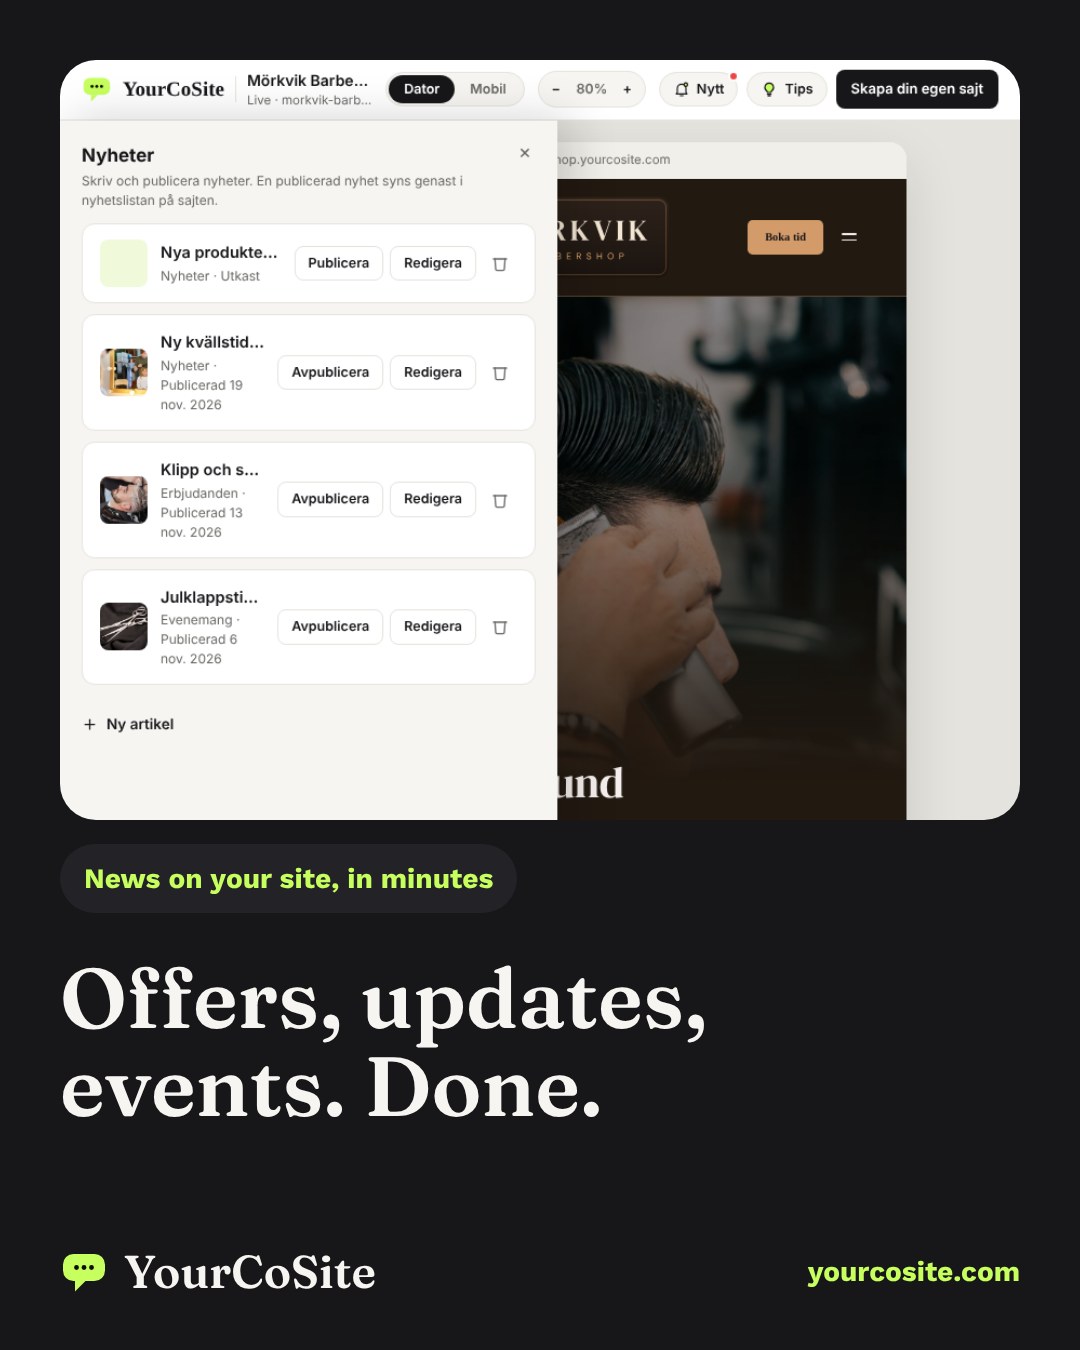 YourCoSite
Mörkvik Barbe...
Live · morkvik-barb...
Dator
Mobil
− 80% +
Nytt
Tips
Skapa din egen sajt
Nyheter
×
Skriv och publicera nyheter. En publicerad nyhet syns genast i
nyhetslistan på sajten.
Nya produkte...
Nyheter · Utkast
Publicera
Redigera
Ny kvällstid...
Nyheter ·
Publicerad 19
nov. 2026
Avpublicera
Redigera
Klipp och s...
Erbjudanden ·
Publicerad 13
nov. 2026
Avpublicera
Redigera
Julklappsti...
Evenemang ·
Publicerad 6
nov. 2026
Avpublicera
Redigera
+ Ny artikel
op.yourcosite.com
RKVIK
BERSHOP
Boka tid
und
News on your site, in minutes
Offers, updates,
events. Done.
YourCoSite
yourcosite.com